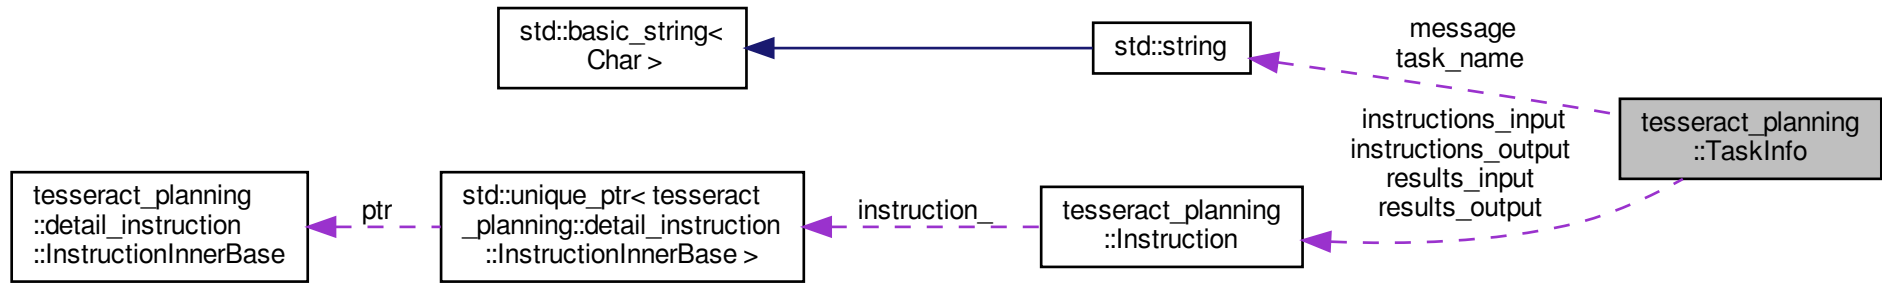 std::basic_string<
Char >
std::string
message
task_name
tesseract_planning
::TaskInfo
instructions_input
instructions_output
results_input
results_output
tesseract_planning
::detail_instruction
::InstructionInnerBase
ptr
std::unique_ptr< tesseract
_planning::detail_instruction
::InstructionInnerBase >
instruction_
tesseract_planning
::Instruction